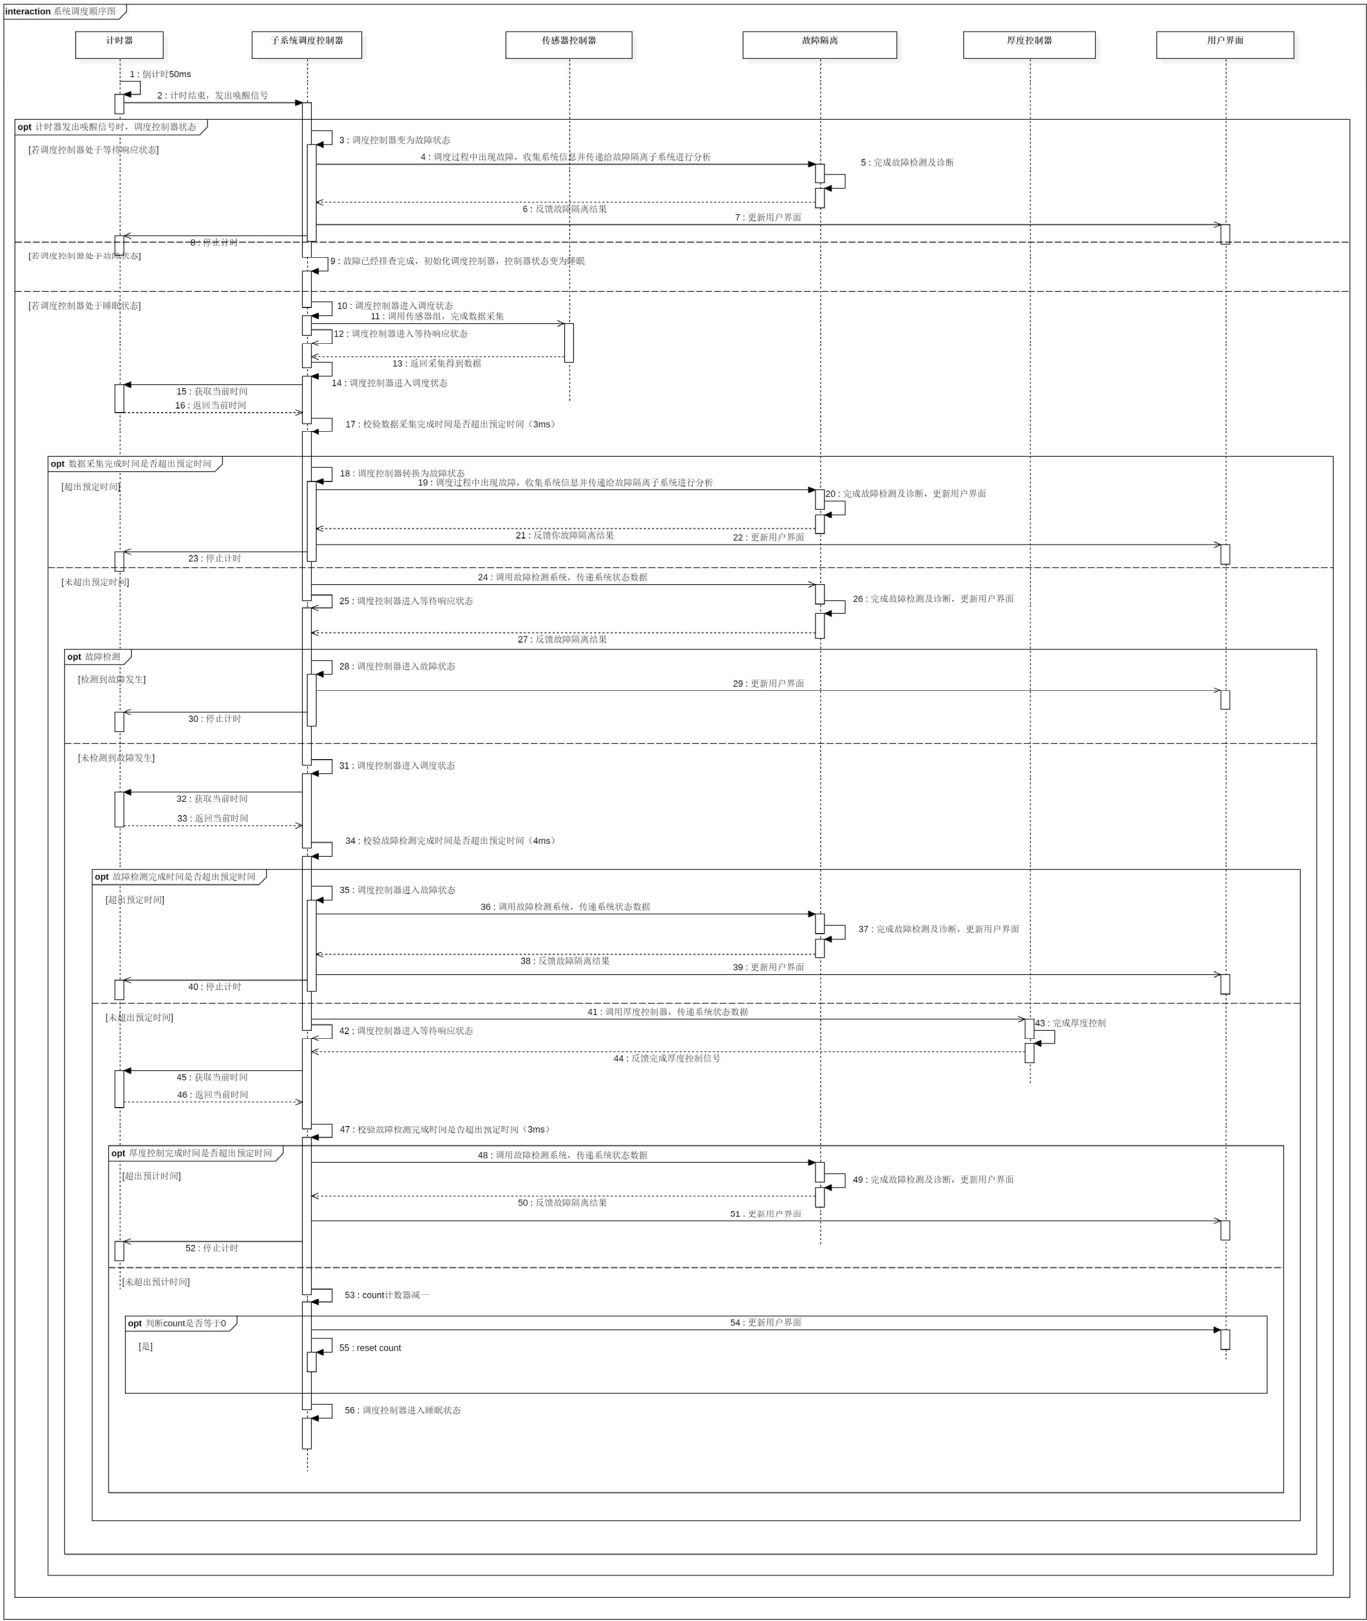 interaction 系统调度顺序图
计时器
子系统调度控制器
传感器控制器
故障隔离
厚度控制器
用户界面
1 : 倒计时50ms
2 : 计时结束，发出唤醒信号
opt 计时器发出唤醒信号时，调度控制器状态
[若调度控制器处于等待响应状态]
3 : 调度控制器变为故障状态
4 : 调度过程中出现故障，收集系统信息并传递给故障隔离子系统进行分析
5 : 完成故障检测及诊断
6 : 反馈故障隔离结果
7 : 更新用户界面
8 : 停止计时
[若调度控制器处于故障状态]
9 : 故障已经排查完成，初始化调度控制器，控制器状态变为睡眠
[若调度控制器处于睡眠状态]
10 : 调度控制器进入调度状态
11 : 调用传感器组，完成数据采集
12 : 调度控制器进入等待响应状态
13 : 返回采集得到数据
14 : 调度控制器进入调度状态
15 : 获取当前时间
16 : 返回当前时间
17 : 校验数据采集完成时间是否超出预定时间（3ms）
opt 数据采集完成时间是否超出预定时间
[超出预定时间]
18 : 调度控制器转换为故障状态
19 : 调度过程中出现故障，收集系统信息并传递给故障隔离子系统进行分析
20 : 完成故障检测及诊断，更新用户界面
21 : 反馈你故障隔离结果
22 : 更新用户界面
23 : 停止计时
[未超出预定时间]
24 : 调用故障检测系统，传递系统状态数据
25 : 调度控制器进入等待响应状态
26 : 完成故障检测及诊断，更新用户界面
27 : 反馈故障隔离结果
opt 故障检测
[检测到故障发生]
28 : 调度控制器进入故障状态
29 : 更新用户界面
30 : 停止计时
[未检测到故障发生]
31 : 调度控制器进入调度状态
32 : 获取当前时间
33 : 返回当前时间
34 : 校验故障检测完成时间是否超出预定时间（4ms）
opt 故障检测完成时间是否超出预定时间
[超出预定时间]
35 : 调度控制器进入故障状态
36 : 调用故障检测系统，传递系统状态数据
37 : 完成故障检测及诊断，更新用户界面
38 : 反馈故障隔离结果
39 : 更新用户界面
40 : 停止计时
[未超出预定时间]
41 : 调用厚度控制器，传递系统状态数据
42 : 调度控制器进入等待响应状态
43 : 完成厚度控制
44 : 反馈完成厚度控制信号
45 : 获取当前时间
46 : 返回当前时间
47 : 校验故障检测完成时间是否超出预定时间（3ms）
opt 厚度控制完成时间是否超出预定时间
[超出预计时间]
48 : 调用故障检测系统，传递系统状态数据
49 : 完成故障检测及诊断，更新用户界面
50 : 反馈故障隔离结果
51 : 更新用户界面
52 : 停止计时
[未超出预计时间]
53 : count计数器减一
opt 判断count是否等于0
[是]
54 : 更新用户界面
55 : reset count
56 : 调度控制器进入睡眠状态